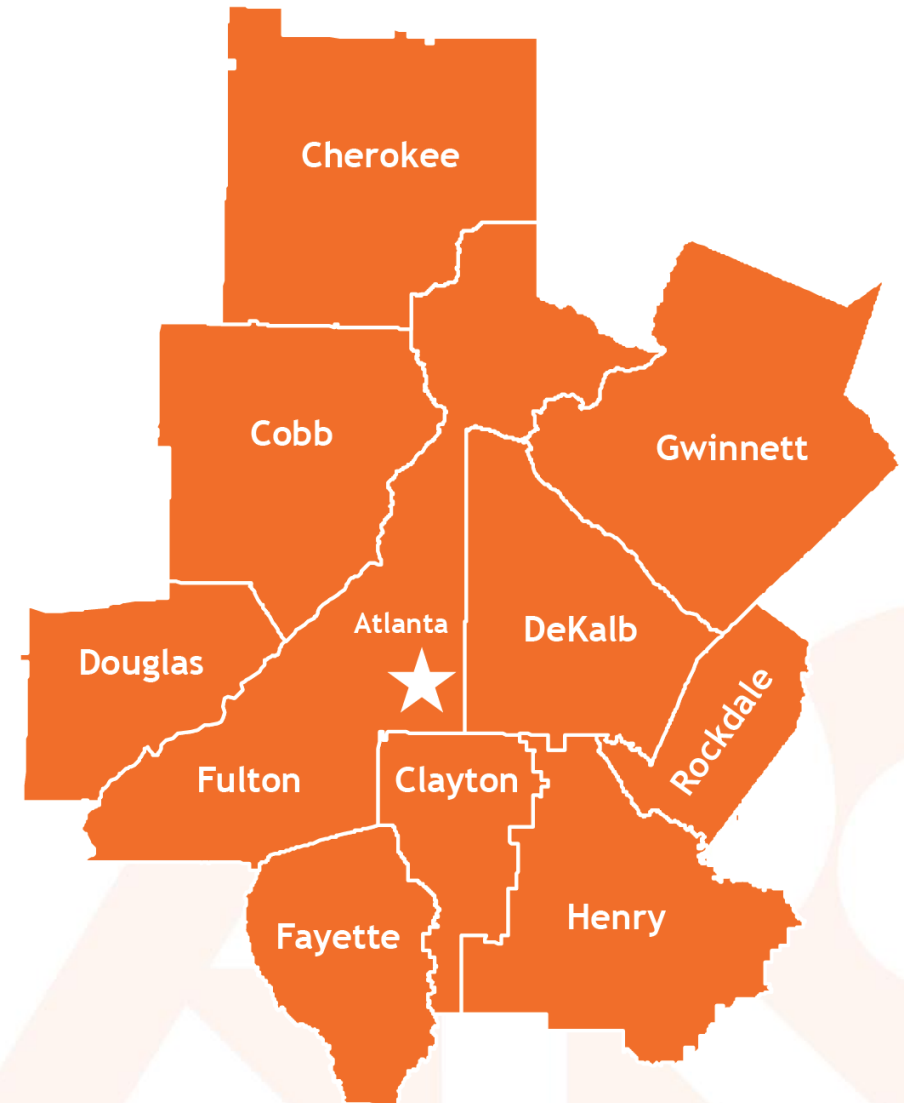 Cherokee
Cobb
Gwinnett
Atlanta
DeKalb
Douglas
Rockdale
Fulton
Clayton
Henry
Fayette